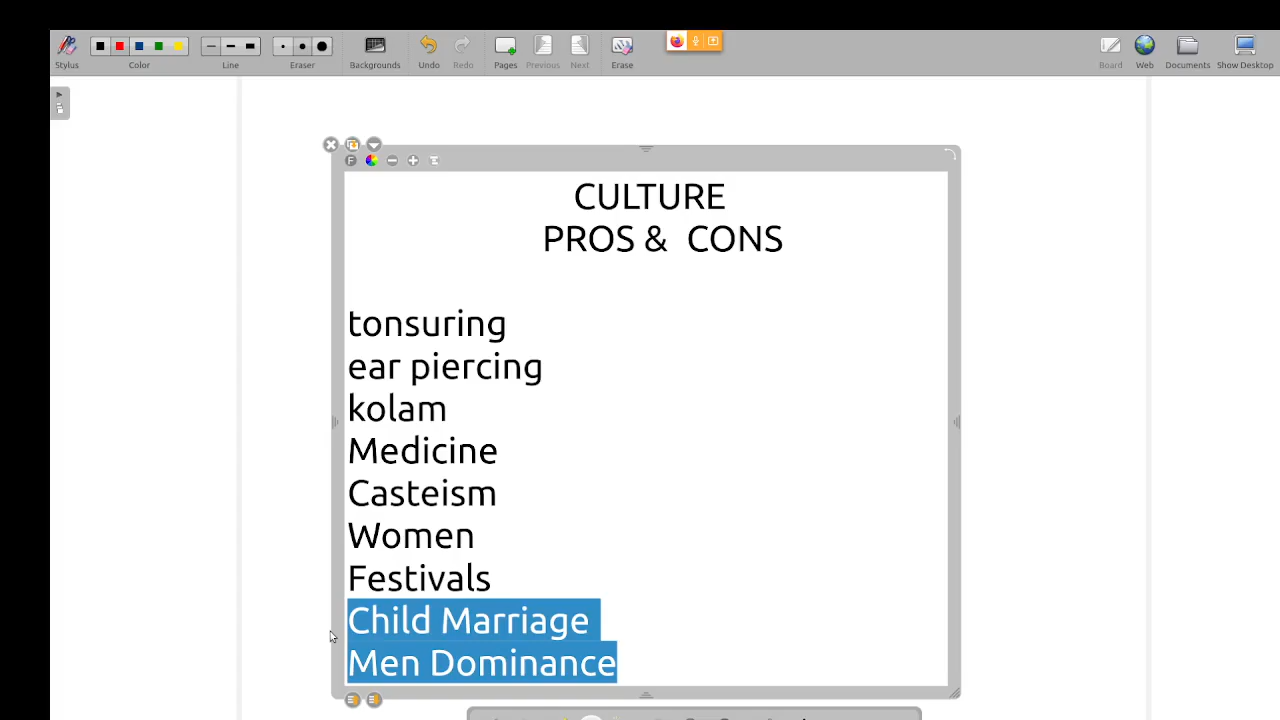 Stylus
Color
Line
Eraser
Backgrounds
Undo
Redo
Pages
Previous
Next
Erase
Board
Web
Documents
Show Desktop
F
CULTURE
PROS & CONS
tonsuring
ear piercing
kolam
Medicine
Casteism
Women
Festivals
Child Marriage
Men Dominance